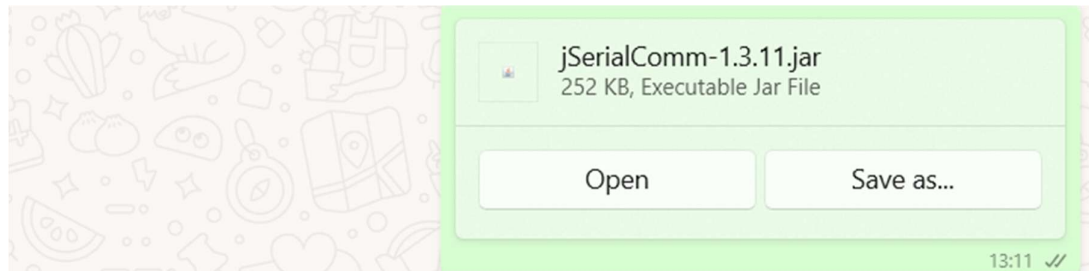 jSerialComm-1.3.11.jar
252 KB, Executable Jar File
Open
Save as...
13:11